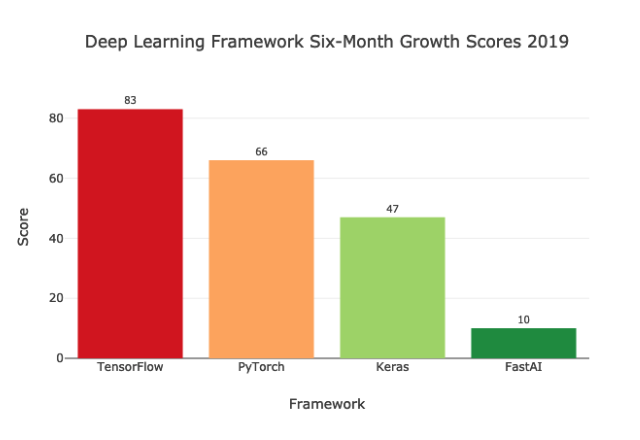 Deep Learning Framework Six-Month Growth Scores 2019
83
80
66
60
47
40
20
10
0
Score
TensorFlow
PyTorch
Keras
FastAI
Framework